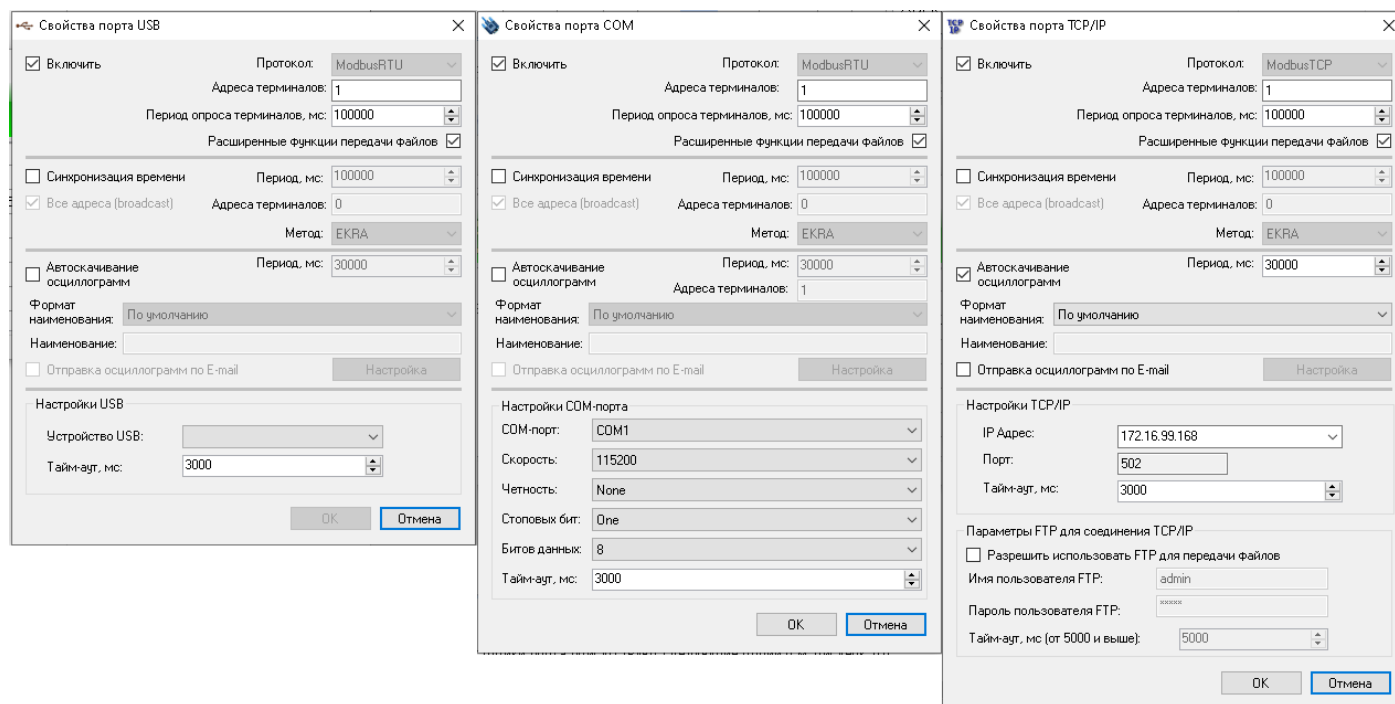 Свойства порта USB
Включить
Протокол: ModbusRTU
Адреса терминалов: 1
Период опроса терминалов, мс: 100000
Расширенные функции передачи файлов
Синхронизация времени
Период, мс: 100000
Все адреса (broadcast)
Адреса терминалов: 0
Метод: EKRA
Автоскачивание
осциллограмм
Период, мс: 30000
Формат
наименования: По умолчанию
Наименование:
Отправка осциллограмм по E-mail
Настройка
Настройки USB
Устройство USB:
Тайм-аут, мс: 3000
OK
Отмена
Свойства порта COM
Включить
Протокол: ModbusRTU
Адреса терминалов: 1
Период опроса терминалов, мс: 100000
Расширенные функции передачи файлов
Синхронизация времени
Период, мс: 100000
Все адреса (broadcast)
Адреса терминалов: 0
Метод: EKRA
Автоскачивание
осциллограмм
Период, мс: 30000
Адреса терминалов: 1
Формат
наименования: По умолчанию
Наименование:
Отправка осциллограмм по E-mail
Настройка
Настройки COM-порта
COM-порт: COM1
Скорость: 115200
Четность: None
Стоповых бит: One
Битов данных: 8
Тайм-аут, мс: 3000
OK
Отмена
TCP
IP
Свойства порта TCP/IP
Включить
Протокол: ModbusTCP
Адреса терминалов: 1
Период опроса терминалов, мс: 100000
Расширенные функции передачи файлов
Синхронизация времени
Период, мс: 100000
Все адреса (broadcast)
Адреса терминалов: 0
Метод: EKRA
Автоскачивание
осциллограмм
Период, мс: 30000
Формат
наименования: По умолчанию
Наименование:
Отправка осциллограмм по E-mail
Настройка
Настройки TCP/IP
IP Адрес: 172.16.99.168
Порт: 502
Тайм-аут, мс: 3000
Параметры FTP для соединения TCP/IP
Разрешить использовать FTP для передачи файлов
Имя пользователя FTP: admin
Пароль пользователя FTP: *****
Тайм-аут, мс (от 5000 и выше): 5000
OK
Отмена